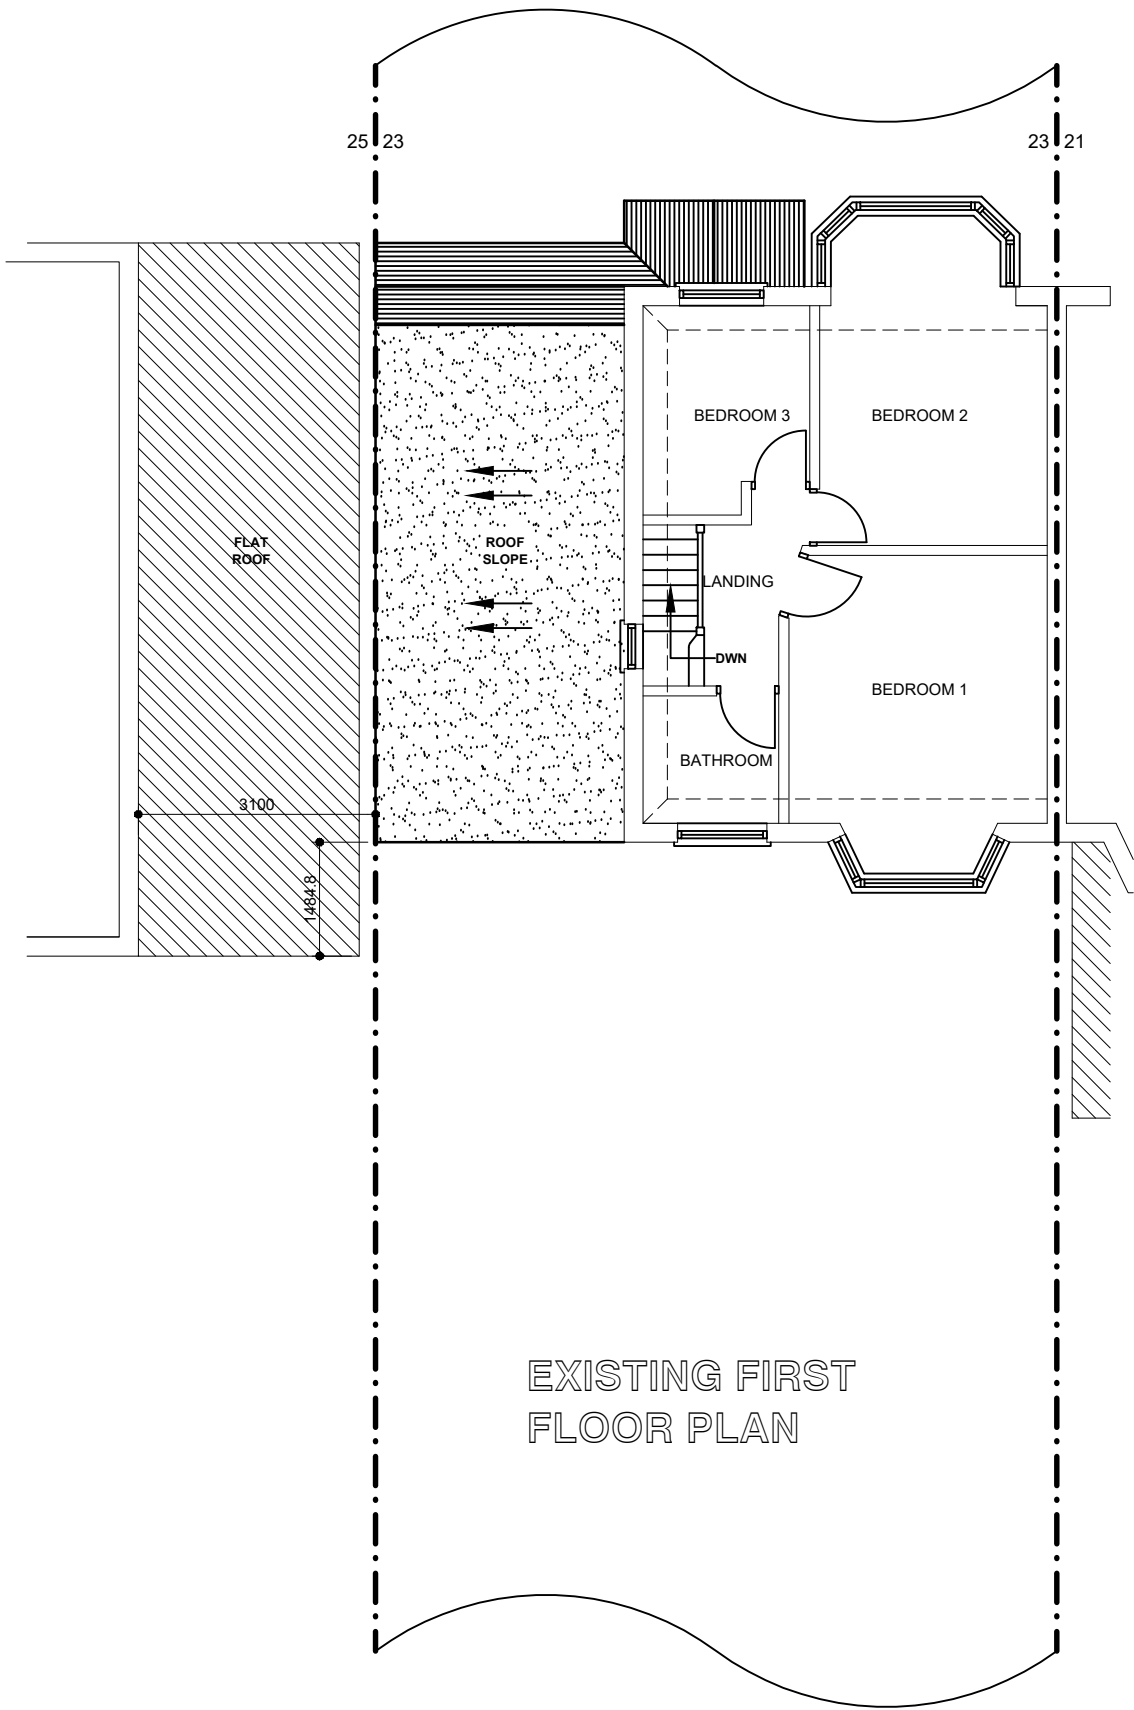 25 23
23 21
BEDROOM 3
BEDROOM 2
FLAT
ROOF
ROOF
SLOPE
LANDING
DWN
BEDROOM 1
BATHROOM
3100
1484.8
EXISTING FIRST
FLOOR PLAN